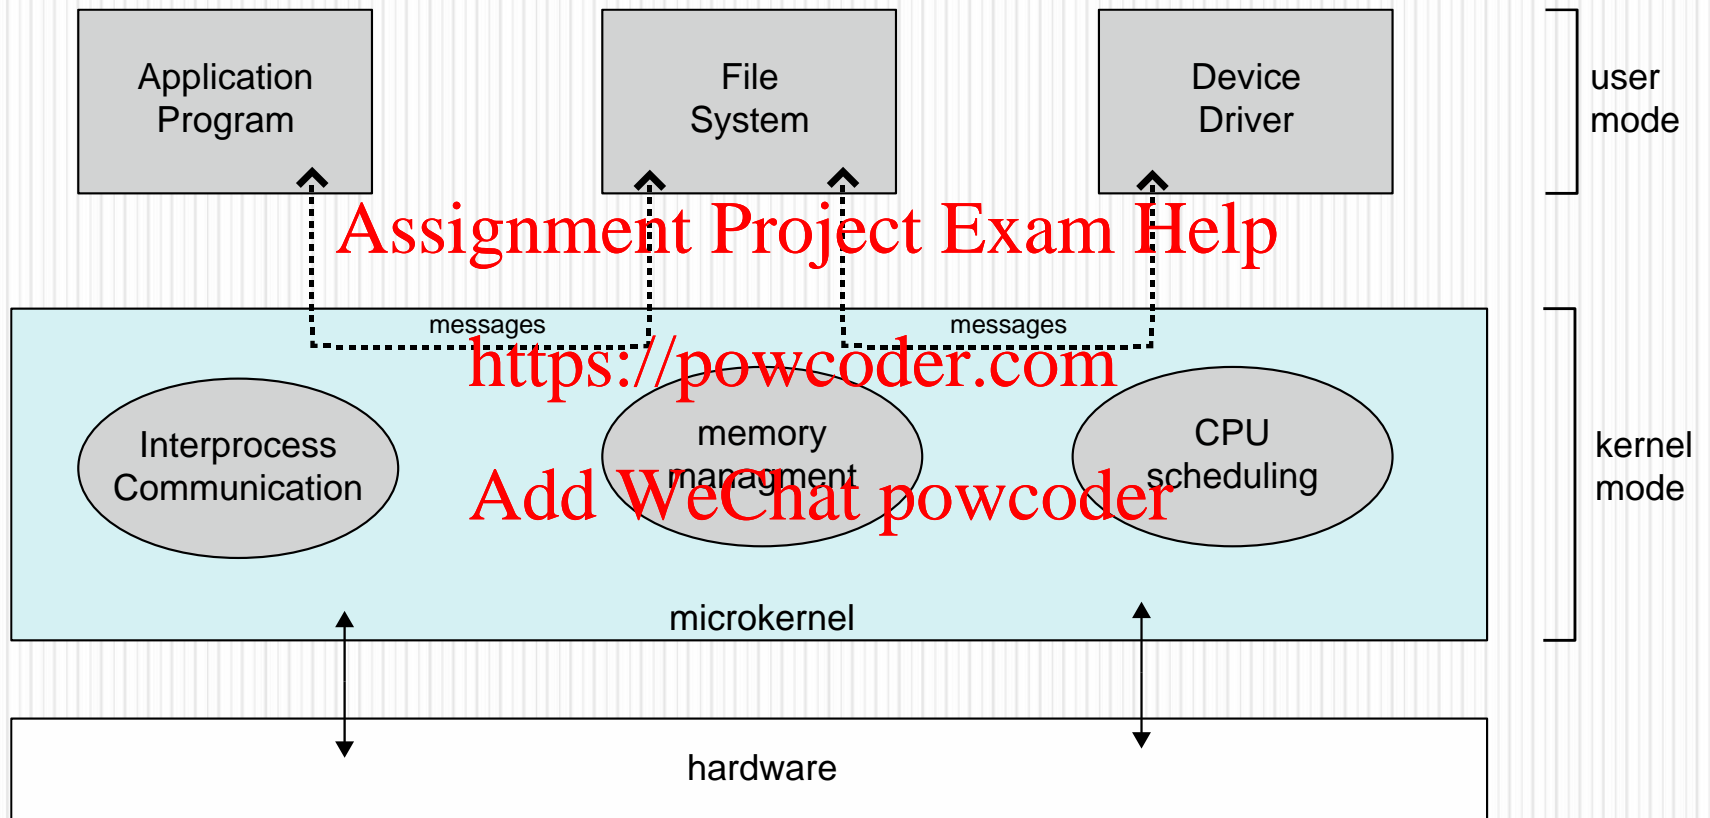 Application
Program
File
System
Device
Driver
user
mode
Assignment Project Exam Help
messages
messages
https://powcoder.com
Interprocess
Communication
memory
managment
CPU
scheduling
kernel
mode
Add WeChat powcoder
microkernel
hardware